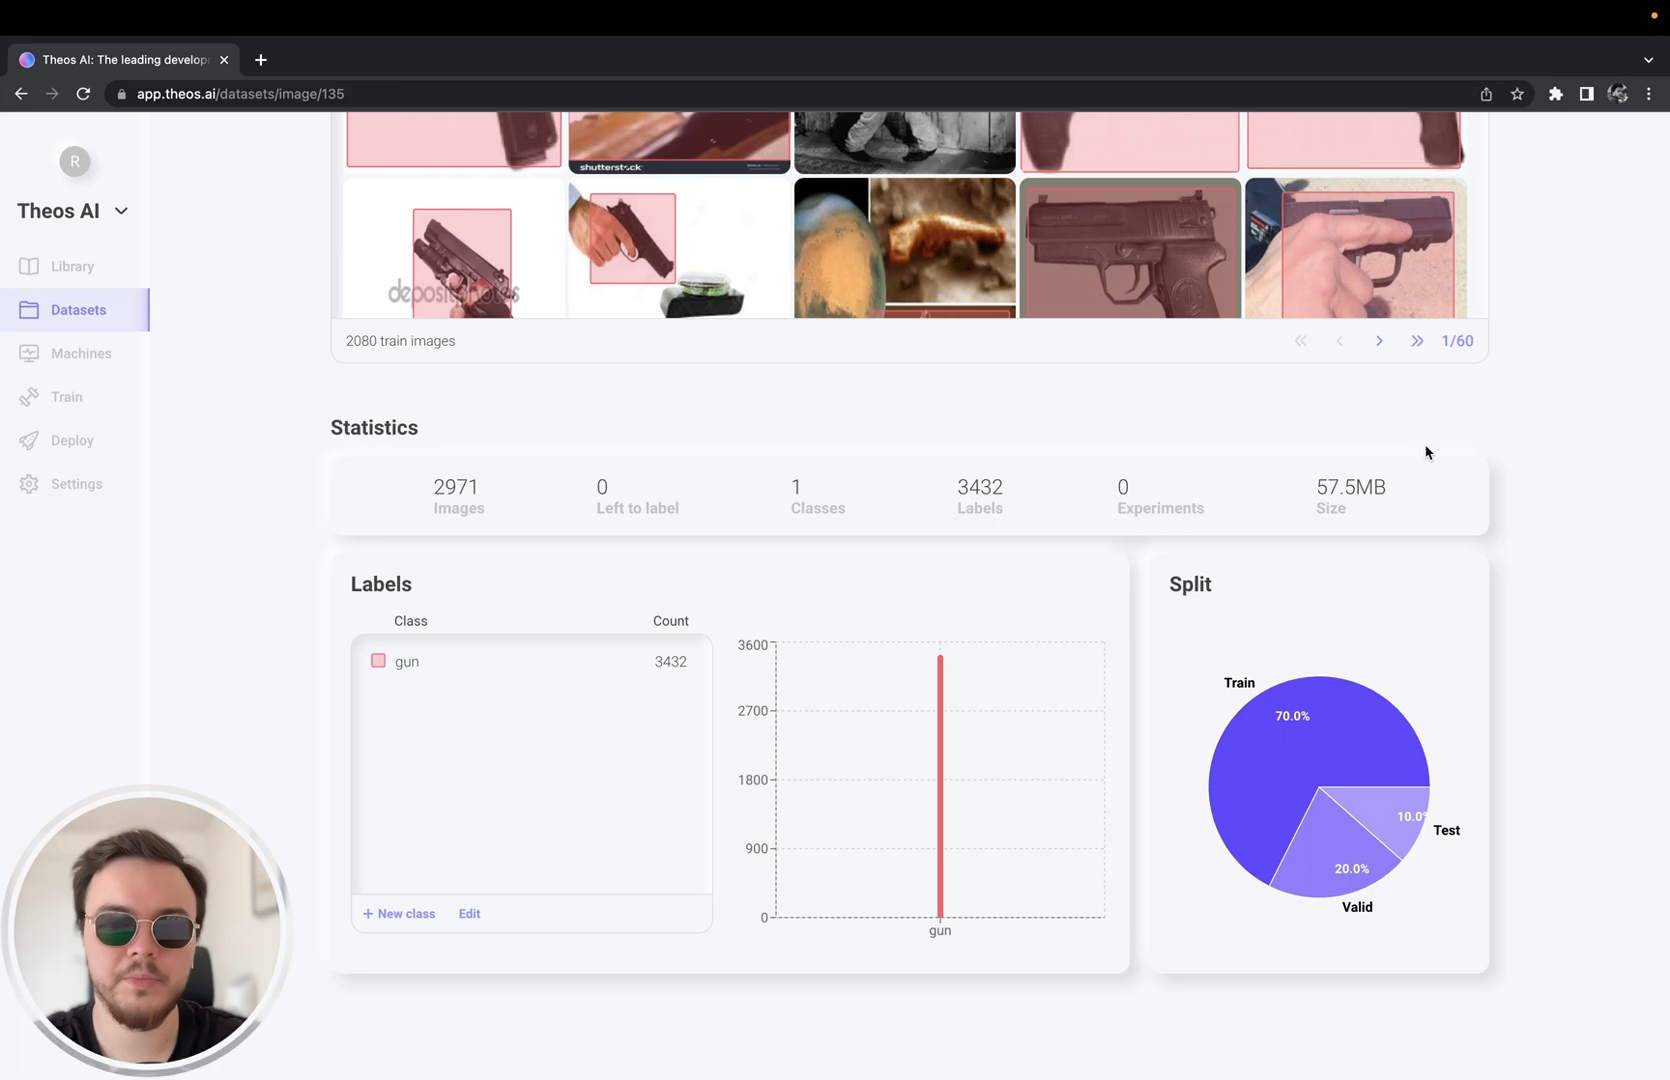 Theos AI: The leading develop
app.theos.ai/datasets/image/135
R
Theos AI
Library
Datasets
Machines
Train
Deploy
Settings
shutterstock
depositphotos
2080 train images
1/60
Statistics
2971
0
1
3432
0
57.5MB
Images
Left to label
Classes
Labels
Experiments
Size
Labels
Class
Count
gun
3432
+ New class
Edit
3600
2700
1800
900
0
gun
Split
Train
70.0%
10.0%
Test
20.0%
Valid